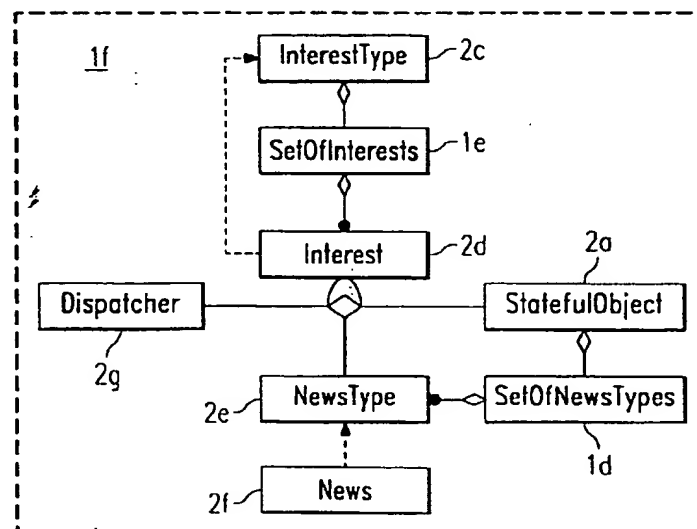 1f
InterestType
2c
SetOfInterests
1e
Interest
2d
2a
Dispatcher
StatefulObject
2g
2e
NewsType
SetOfNewsTypes
1d
2f
News